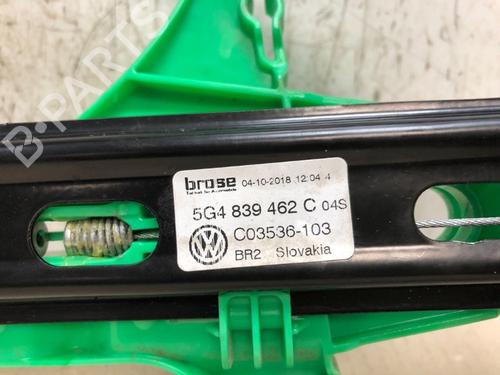 brose 04-10-2018 12:04 4
5G4 839 462 C 04S
C03536-103
BR2 Slovakia
B-PARTS